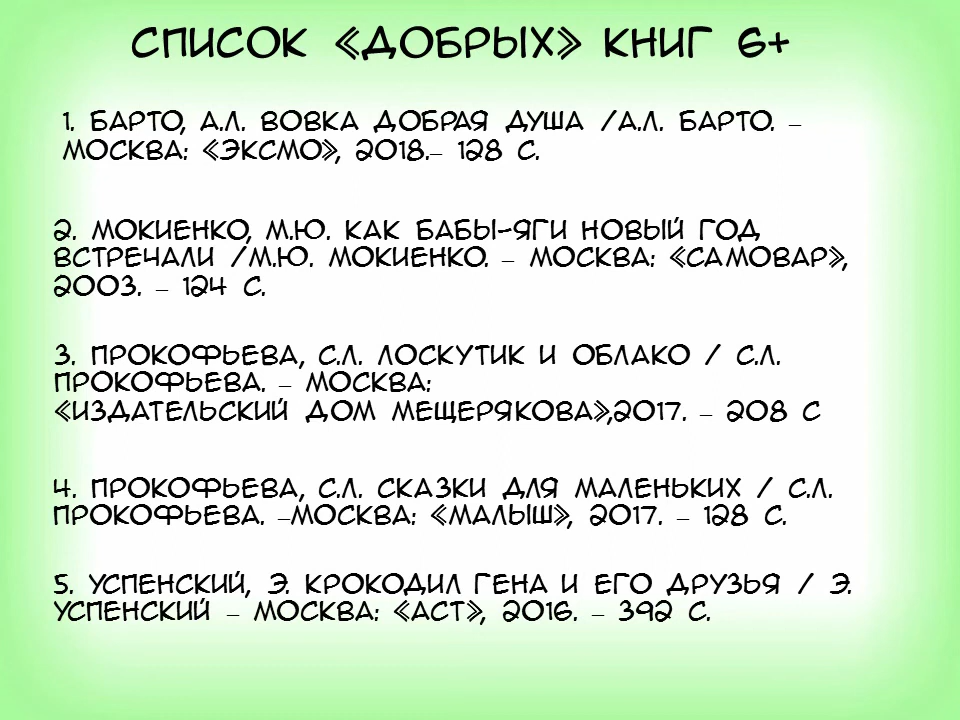 СПИСОК «ДОБРЫХ» КНИГ 6+
1. БАРТО, А.Л. ВОВКА ДОБРАЯ ДУША /А.Л. БАРТО. –
МОСКВА: «ЭКСМО», 2018.– 128 С.
2. МОКИЕНКО, М.Ю. КАК БАБЫ-ЯГИ НОВЫЙ ГОД
ВСТРЕЧАЛИ /М.Ю. МОКИЕНКО. – МОСКВА: «САМОВАР»,
2003. – 124 С.
3. ПРОКОФЬЕВА, С.Л. ЛОСКУТИК И ОБЛАКО / С.Л.
ПРОКОФЬЕВА. – МОСКВА:
«ИЗДАТЕЛЬСКИЙ ДОМ МЕЩЕРЯКОВА»,2017. – 208 С
4. ПРОКОФЬЕВА, С.Л. СКАЗКИ ДЛЯ МАЛЕНЬКИХ / С.Л.
ПРОКОФЬЕВА. –МОСКВА: «МАЛЫШ», 2017. – 128 С.
5. УСПЕНСКИЙ, Э. КРОКОДИЛ ГЕНА И ЕГО ДРУЗЬЯ / Э.
УСПЕНСКИЙ – МОСКВА: «АСТ», 2016. – 392 С.